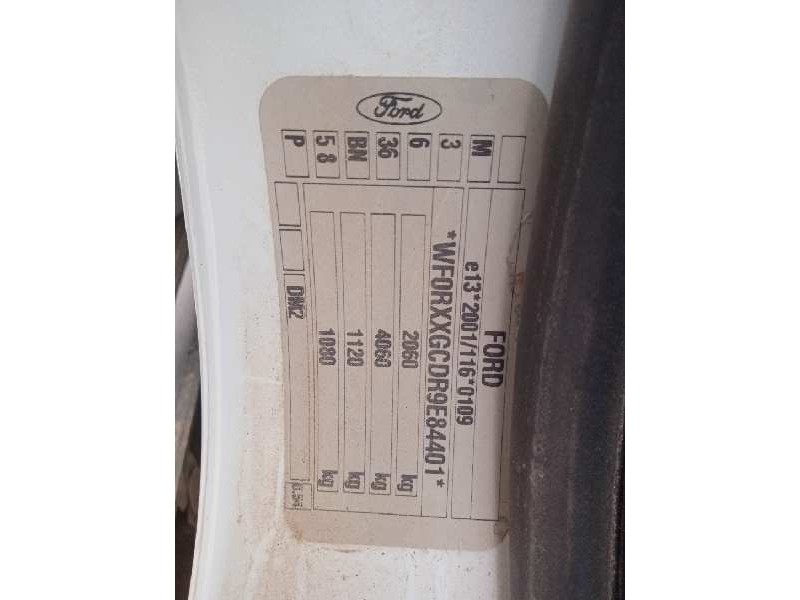 Ford
FORD
e13*2001/116*0109
*WF0RXXGCDR9E84401*
2060 kg
4060 kg
1120 kg
1080 kg
DM2
M
3
6
36
BN
58
P